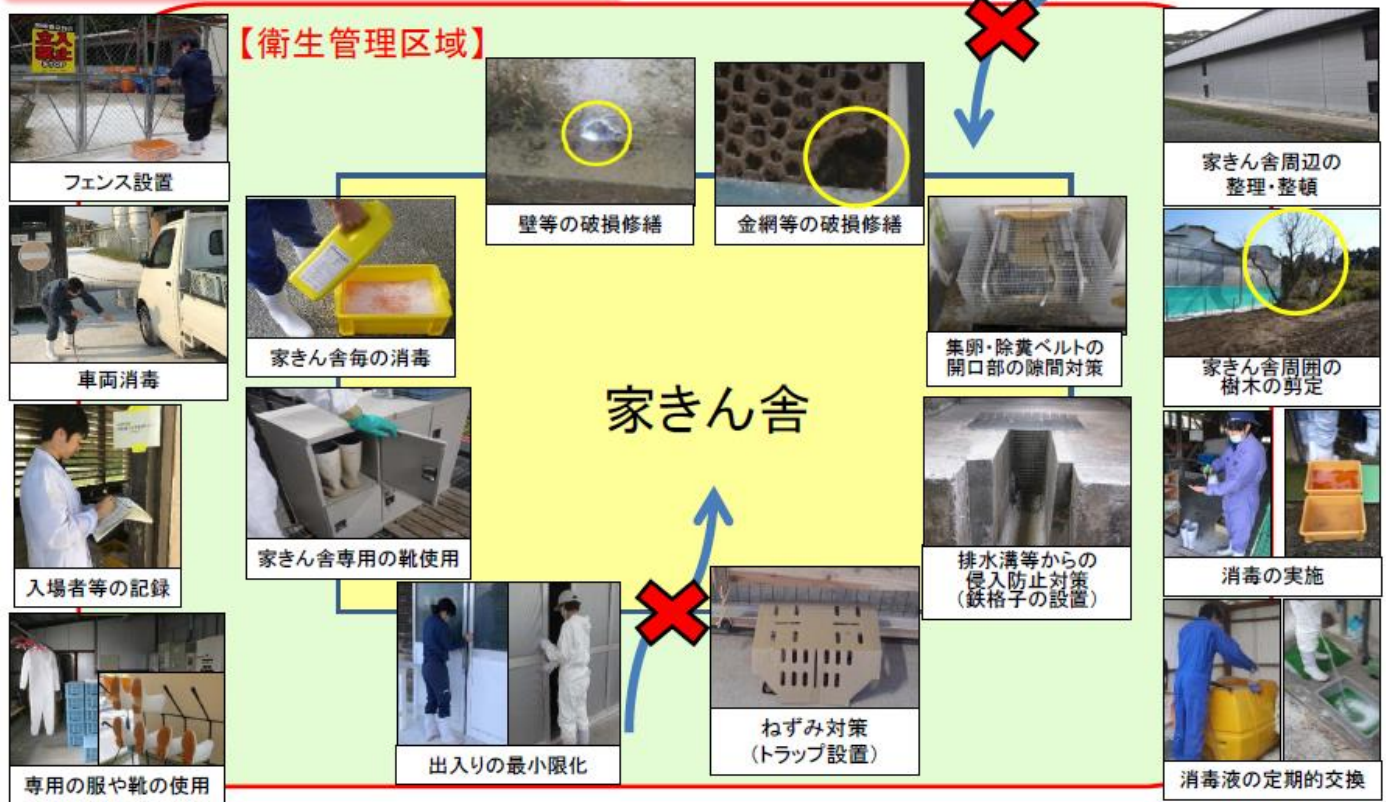 【衛生管理区域】
立入
禁止
フェンス設置
車両消毒
入場者等の記録
専用の服や靴の使用
壁等の破損修繕
金網等の破損修繕
家きん舎毎の消毒
家きん舎専用の靴使用
家きん舎
集卵・除糞ベルトの
開口部の隙間対策
排水溝等からの
侵入防止対策
(鉄格子の設置)
出入りの最小限化
ねずみ対策
(トラップ設置)
家きん舎周辺の
整理・整頓
家きん舎周囲の
樹木の剪定
消毒の実施
消毒液の定期的交換